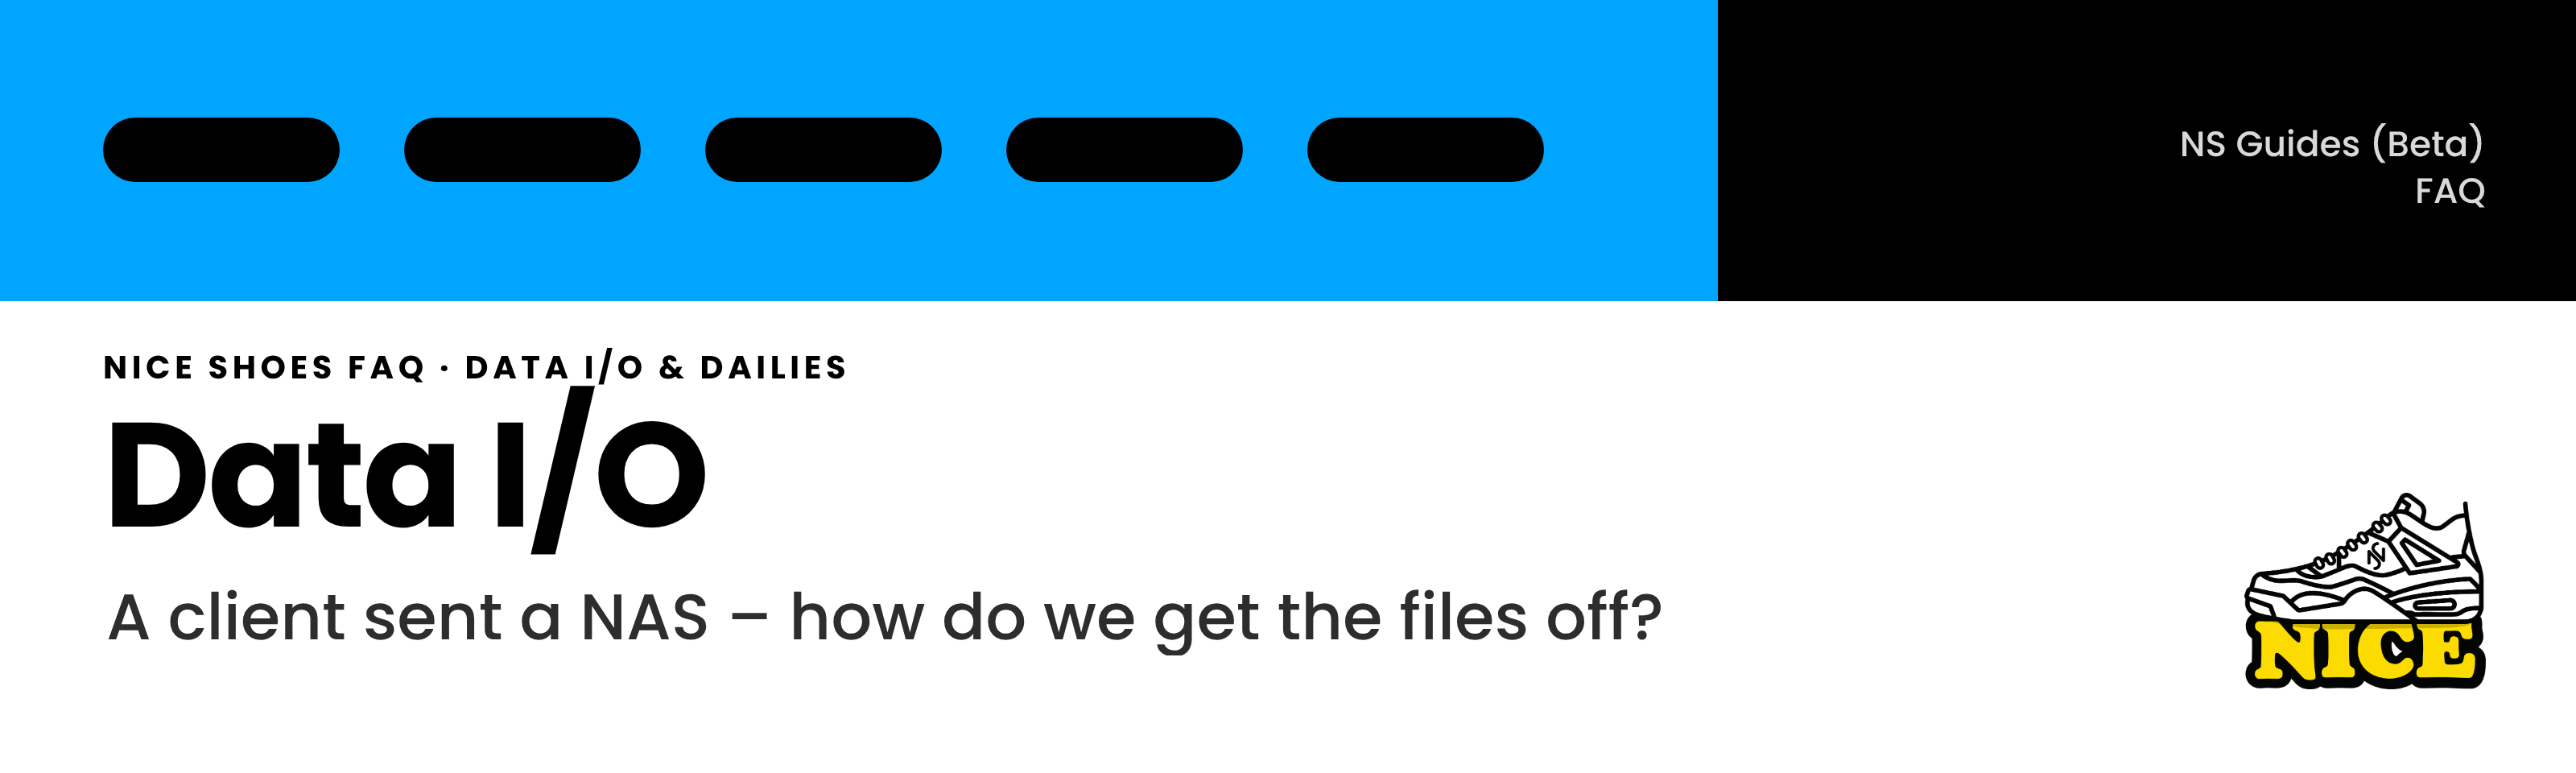 NS Guides (Beta)
FAQ
NICE SHOES FAQ · DATA I/O & DAILIES
Data I/O
A client sent a NAS – how do we get the files off?
NICE